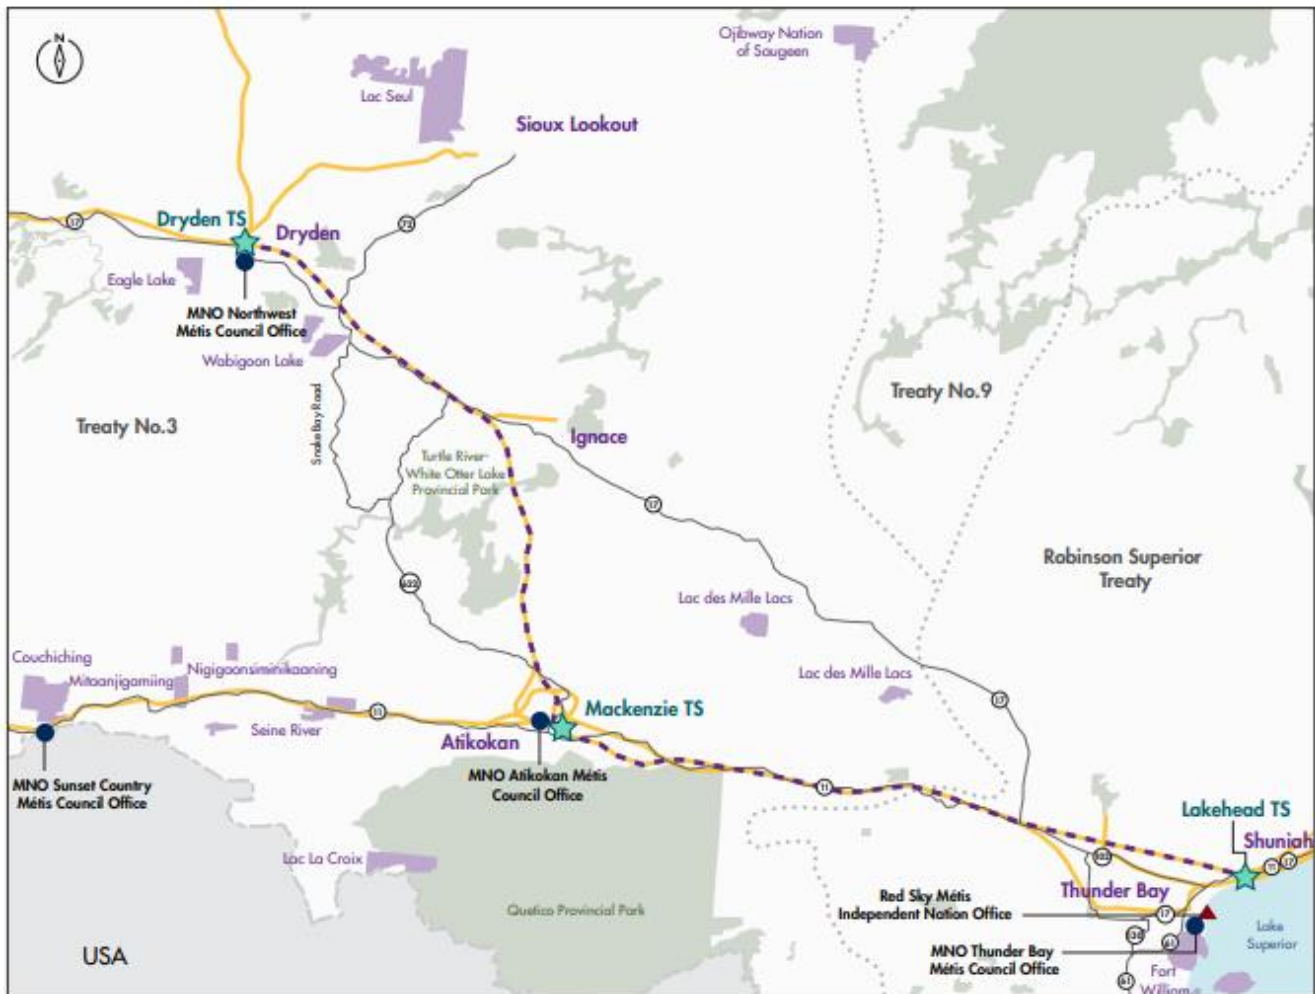 N
Ojibway Nation
of Saugeen
Lac Seul
Sioux Lookout
17
Dryden TS
Dryden
72
Eagle Lake
MNO Northwest
Métis Council Office
Wabigoon Lake
Treaty No.3
Snake Bay Road
Treaty No.9
Ignace
Turtle River-
White Otter Lake
Provincial Park
17
Robinson Superior
Treaty
622
Lac des Mille Lacs
Couchiching
Mitaanjigamiing
Nigigoonsiminikaaning
Lac des Mille Lacs
17
Seine River
11
Mackenzie TS
Atikokan
MNO Sunset Country
Métis Council Office
MNO Atikokan Métis
Council Office
11
Lakehead TS
Shuniah
11
17
102
Lac La Croix
Thunder Bay
Red Sky Métis
Independent Nation Office
17
Quetico Provincial Park
Lake
Superior
130
61
USA
MNO Thunder Bay
Métis Council Office
Fort
William
61